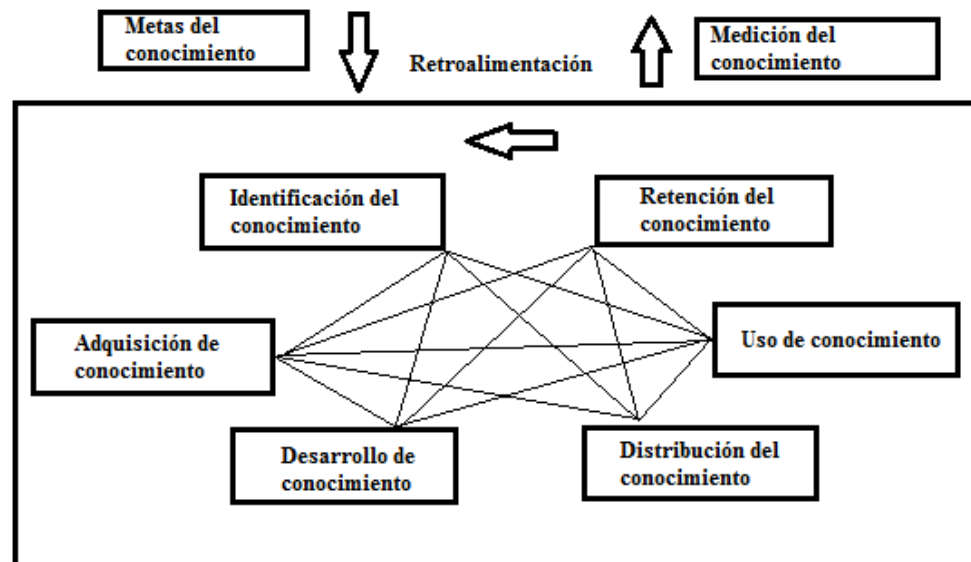 Metas del
conocimiento
Retroalimentación
Medición del
conocimiento
Identificación del
conocimiento
Retención del
conocimiento
Adquisición de
conocimiento
Uso de conocimiento
Desarrollo de
conocimiento
Distribución del
conocimiento